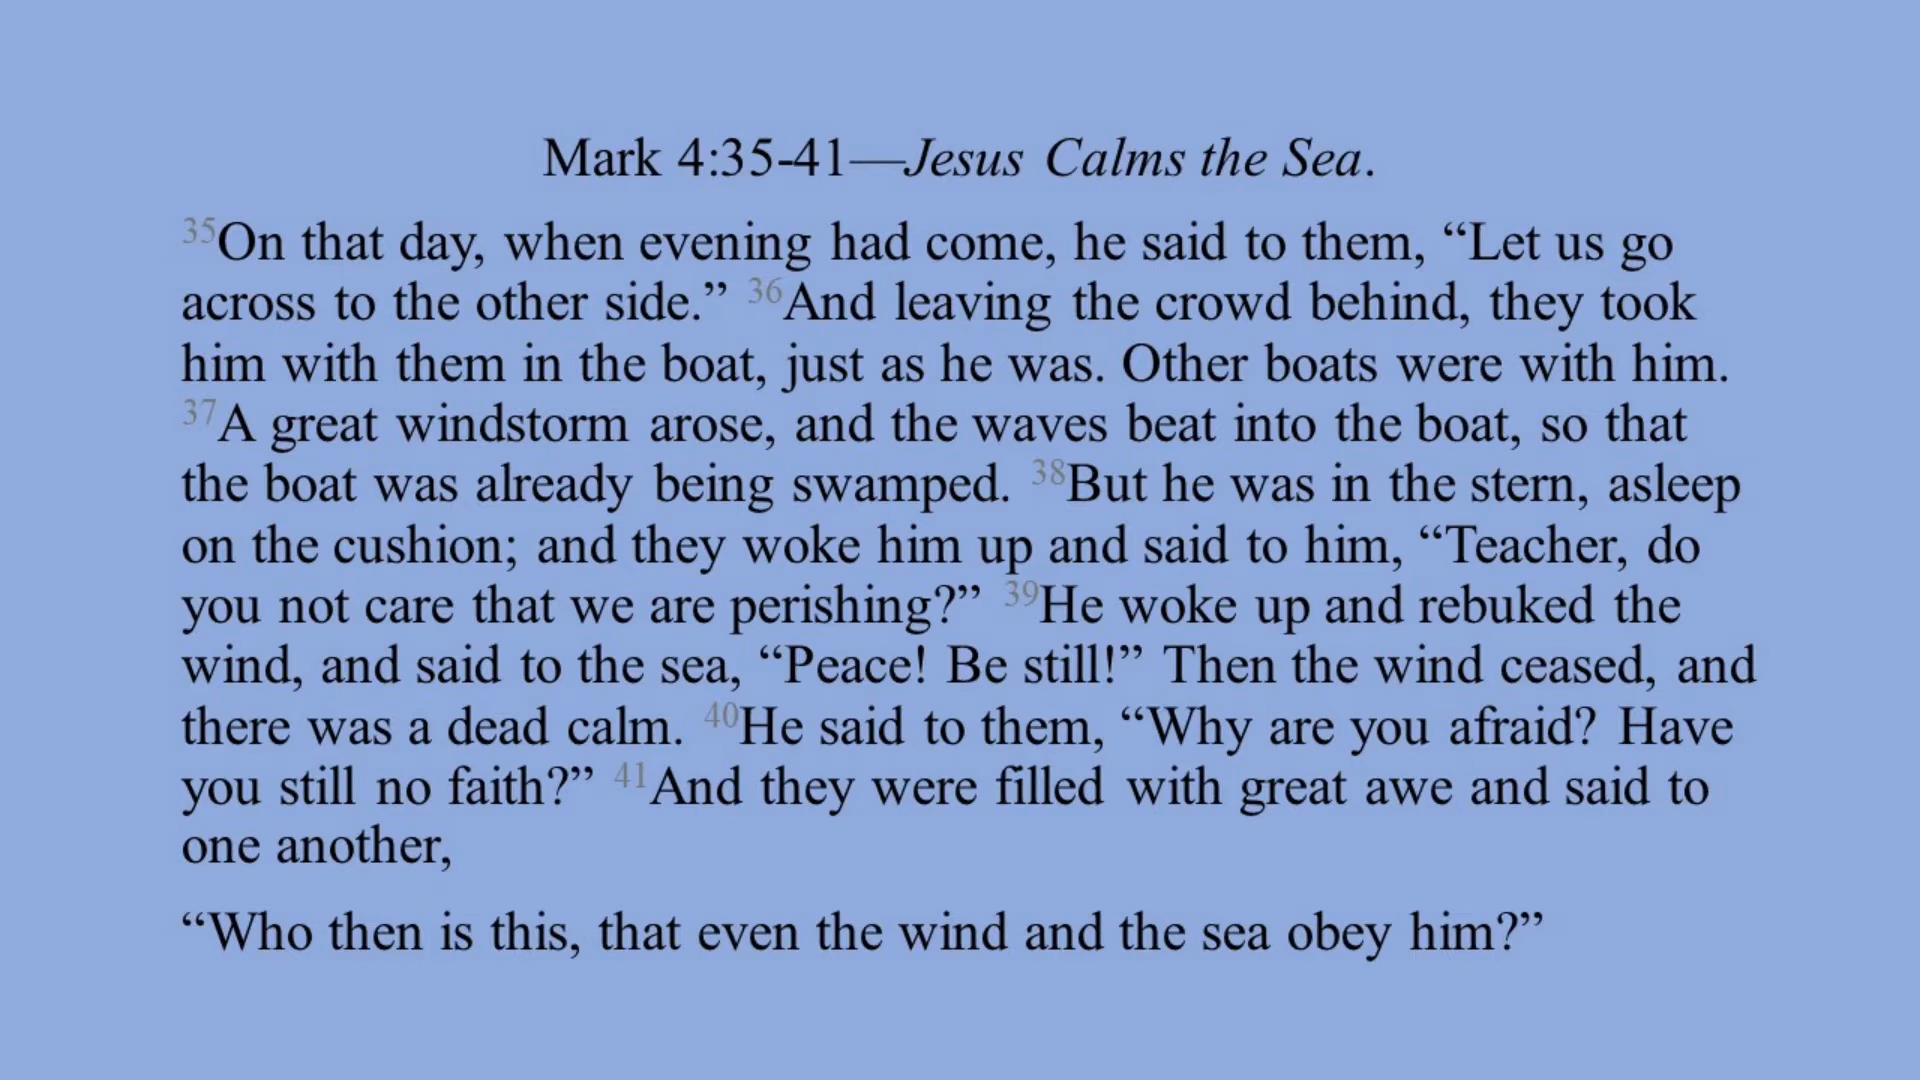 Mark 4:35-41—Jesus Calms the Sea.
35On that day, when evening had come, he said to them, “Let us go
across to the other side.” 36And leaving the crowd behind, they took
him with them in the boat, just as he was. Other boats were with him.
37A great windstorm arose, and the waves beat into the boat, so that
the boat was already being swamped. 38But he was in the stern, asleep
on the cushion; and they woke him up and said to him, “Teacher, do
you not care that we are perishing?” 39He woke up and rebuked the
wind, and said to the sea, “Peace! Be still!” Then the wind ceased, and
there was a dead calm. 40He said to them, “Why are you afraid? Have
you still no faith?” 41And they were filled with great awe and said to
one another,
“Who then is this, that even the wind and the sea obey him?”